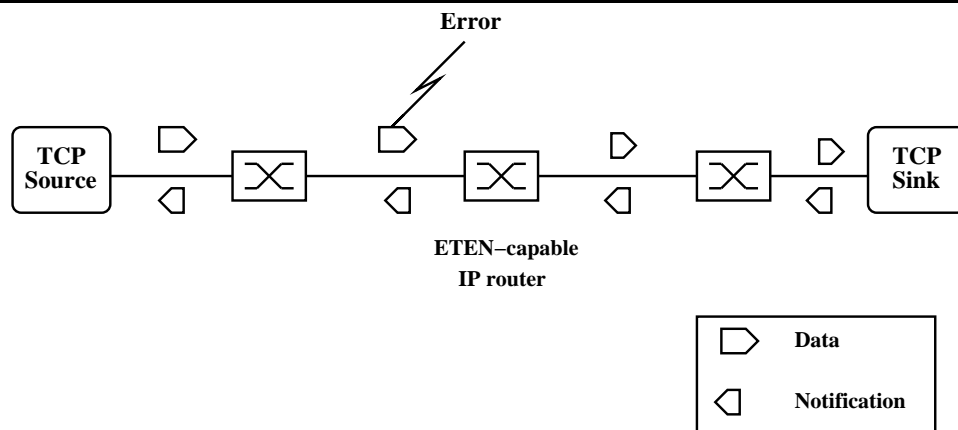 Error
TCP
Source
TCP
Sink
ETEN−capable
IP router
Data
Notification